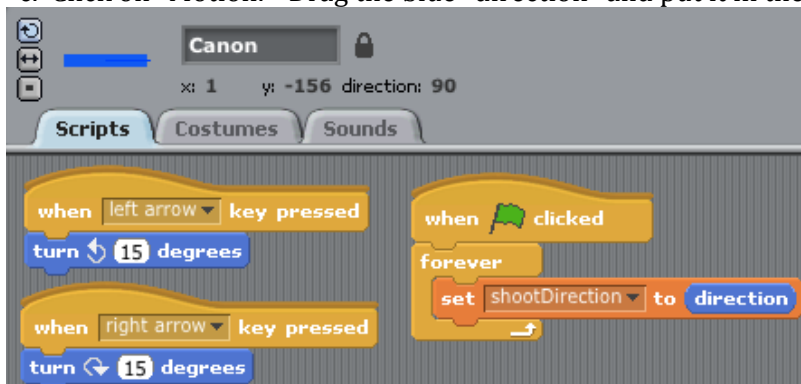 Canon
x: 1 y: -156 direction: 90
Scripts Costumes Sounds
when left arrow key pressed
turn 15 degrees
when right arrow key pressed
turn 15 degrees
when clicked
forever
set shootDirection to direction